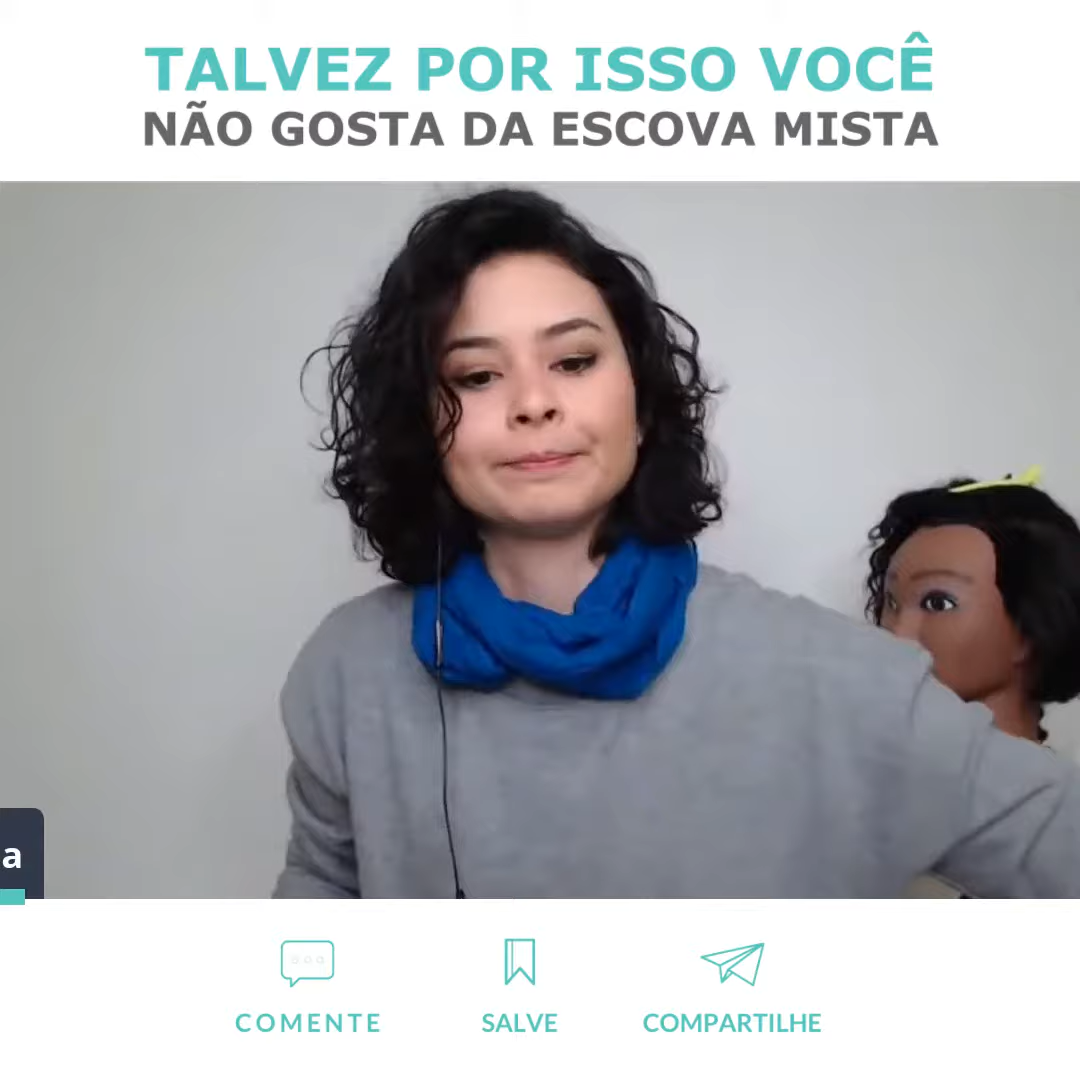 TALVEZ POR ISSO VOCÊ
NÃO GOSTA DA ESCOVA MISTA
a
COMENTE
SALVE
COMPARTILHE